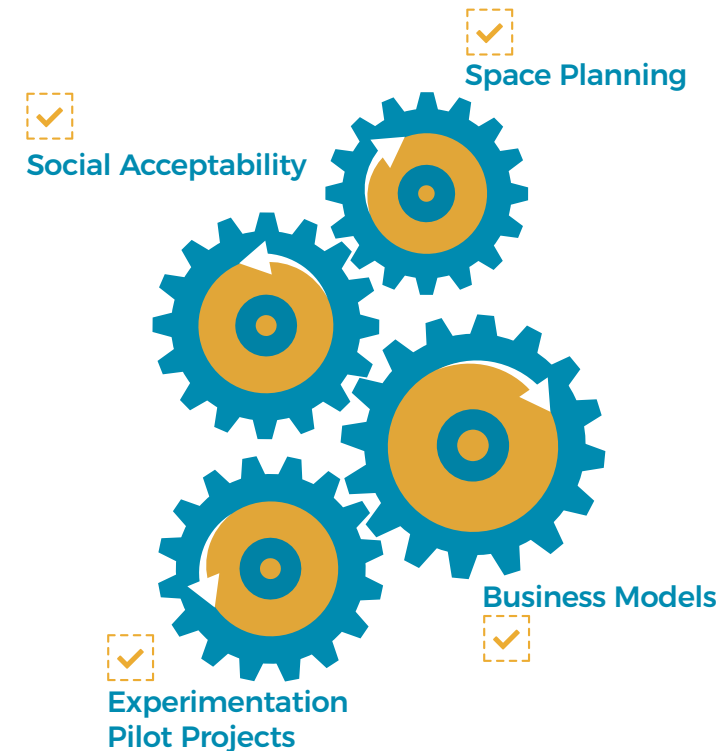 Space Planning
Social Acceptability
Business Models
Experimentation
Pilot Projects